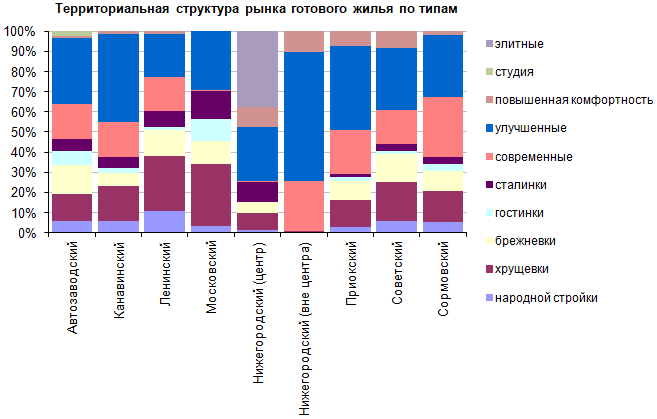 Территориальная структура рынка готового жилья по типам
100%
90%
80%
70%
60%
50%
40%
30%
20%
10%
0%
Автозаводский
Канавинский
Ленинский
Московский
Нижегородский (центр)
Нижегородский (вне центра)
Приокский
Советский
Сормовский
элитные
студия
повышенная комфортность
улучшенные
современные
сталинки
гостинки
брежневки
хрущевки
народной стройки